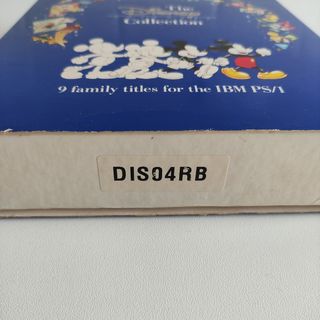 The
Disney
Collection
9 family titles for the IBM PS/1
DIS04RB